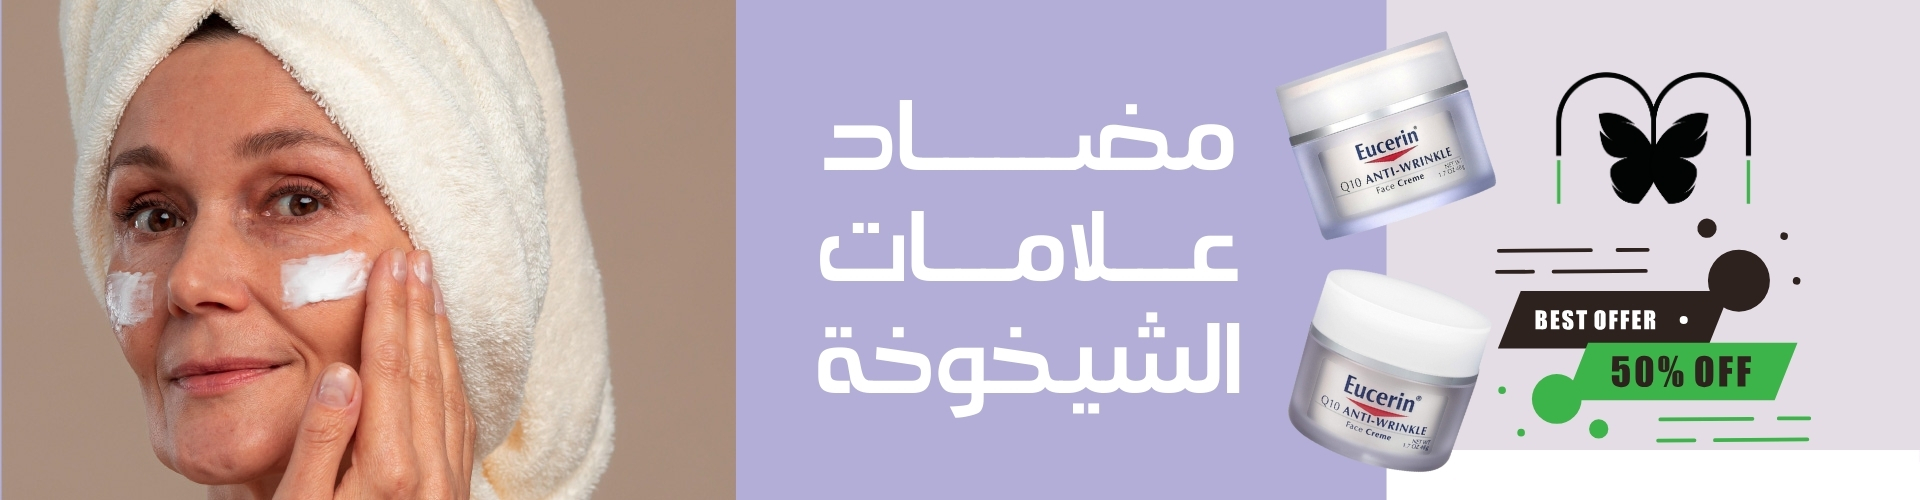 مضاد
علامات
الشيخوخة
Eucerin®
Q10 ANTI-WRINKLE
Face Creme
NET WT
1.7 OZ 48g
Eucerin®
Q10 ANTI-WRINKLE
Face Creme
NET WT
1.7 OZ 48g
BEST OFFER
50% OFF